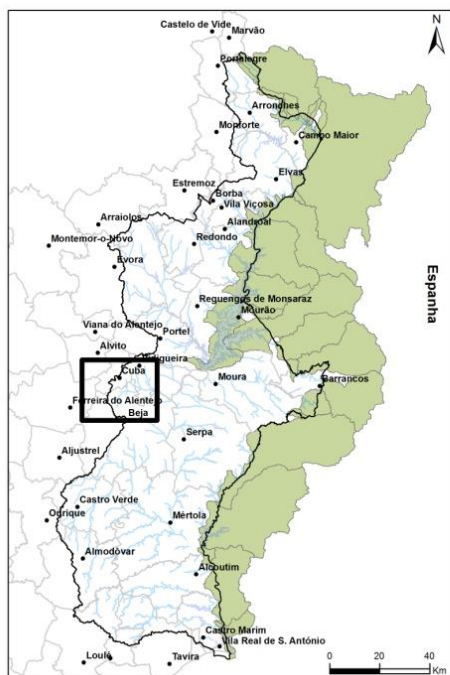 Castelo de Vide
N
Marvão
Portalegre
Arronches
Monforte
Campo Maior
Elvas
Estremoz
Borba
Vila Viçosa
Arraiolos
Alandroal
Montemor-o-Novo
Redondo
Évora
Espanha
Reguengos de Monsaraz
Mourão
Viana do Alentejo
Portel
Alvito
Cuba
Moura
Barrancos
Ferreira do Alentejo
Beja
Serpa
Aljustrel
Castro Verde
Ourique
Mértola
Almodôvar
Alcoutim
Castro Marim
Vila Real de S. António
Loulé
Tavira
0 20 40
Km